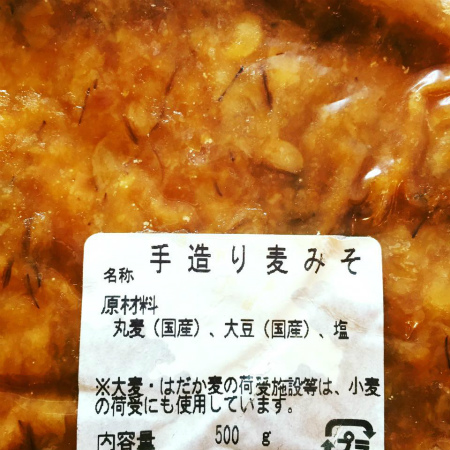 名称 手造り麦みそ
原材料
丸麦（国産）、大豆（国産）、塩
※大麦・はだか麦の荷受施設等は、小麦
の荷受にも使用しています。
内容量 500 g
プラ